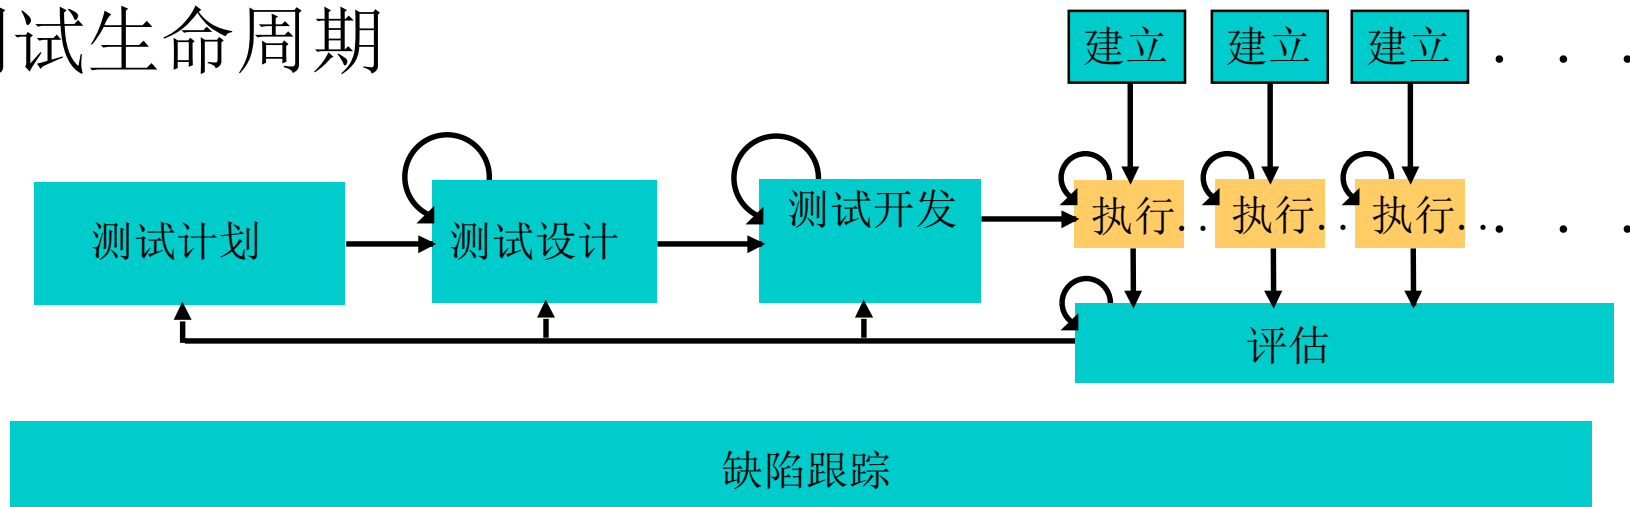 试生命周期
建立 建立 建立 . . .
测试计划 测试设计 测试开发 执行. . 执行. . 执行. . . . .
评估
缺陷跟踪